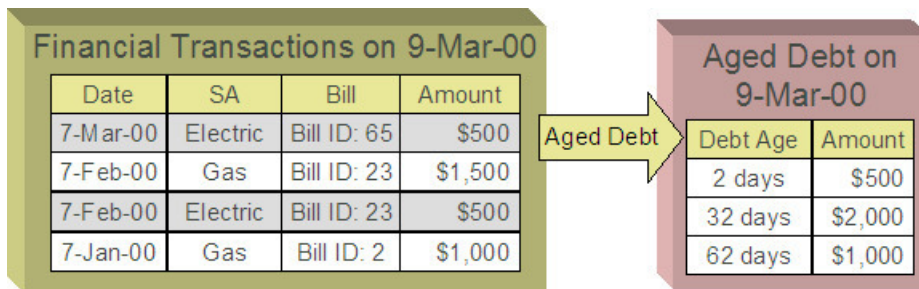 Financial Transactions on 9-Mar-00
Date SA Bill Amount
7-Mar-00 Electric Bill ID: 65 $500
7-Feb-00 Gas Bill ID: 23 $1,500
7-Feb-00 Electric Bill ID: 23 $500
7-Jan-00 Gas Bill ID: 2 $1,000
Aged Debt
Aged Debt on
9-Mar-00
Debt Age Amount
2 days $500
32 days $2,000
62 days $1,000